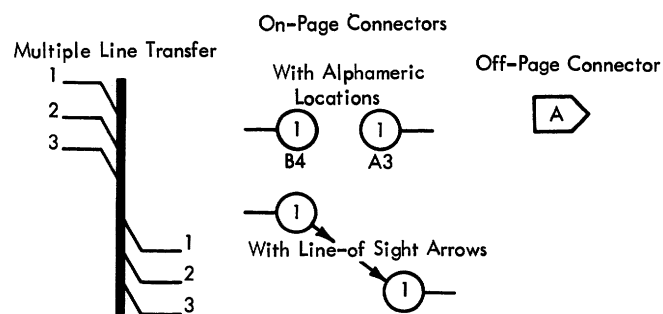 Multiple Line Transfer
1
2
3
1
2
3
On-Page Connectors
With Alphameric
Locations
1 1
B4 A3
1
With Line-of Sight Arrows
1
Off-Page Connector
A